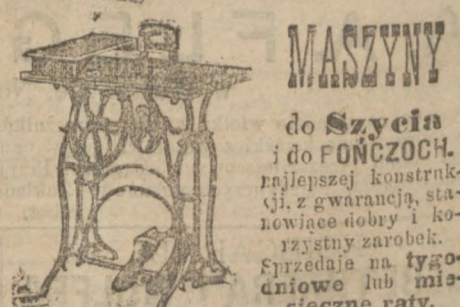 MASZYNY
do Szycia
i do POŃCZOCH.
najlepszej konstruk-
cji, z gwarancją, sta-
nowiące dobry i ko-
rzystny zarobek.
Sprzedaje na tygo-
dniowe lub mie-
sięczne raty.